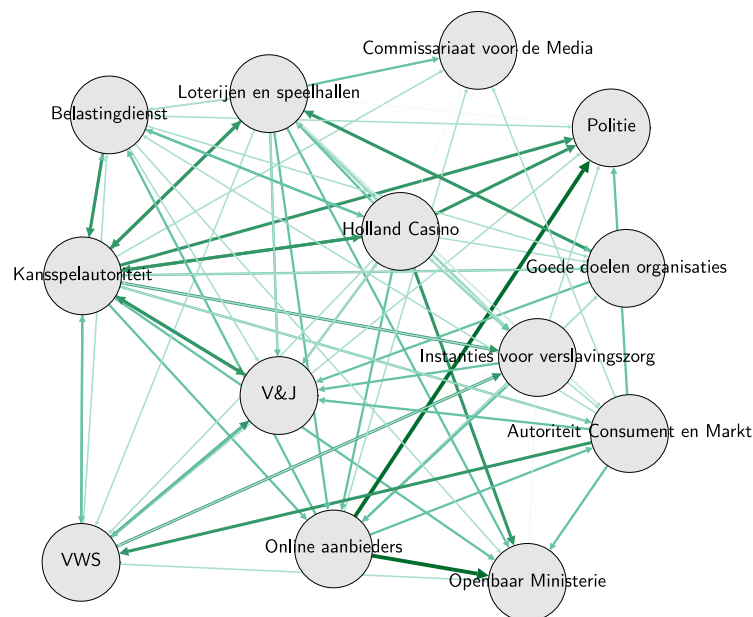 Commissariaat voor de Media
Loterijen en speelhallen
Belastingdienst
Politie
Holland Casino
Kansspelautoriteit
Goede doelen organisaties
Instanties voor verslavingszorg
V&J
Autoriteit Consument en Markt
Online aanbieders
VWS
Openbaar Ministerie